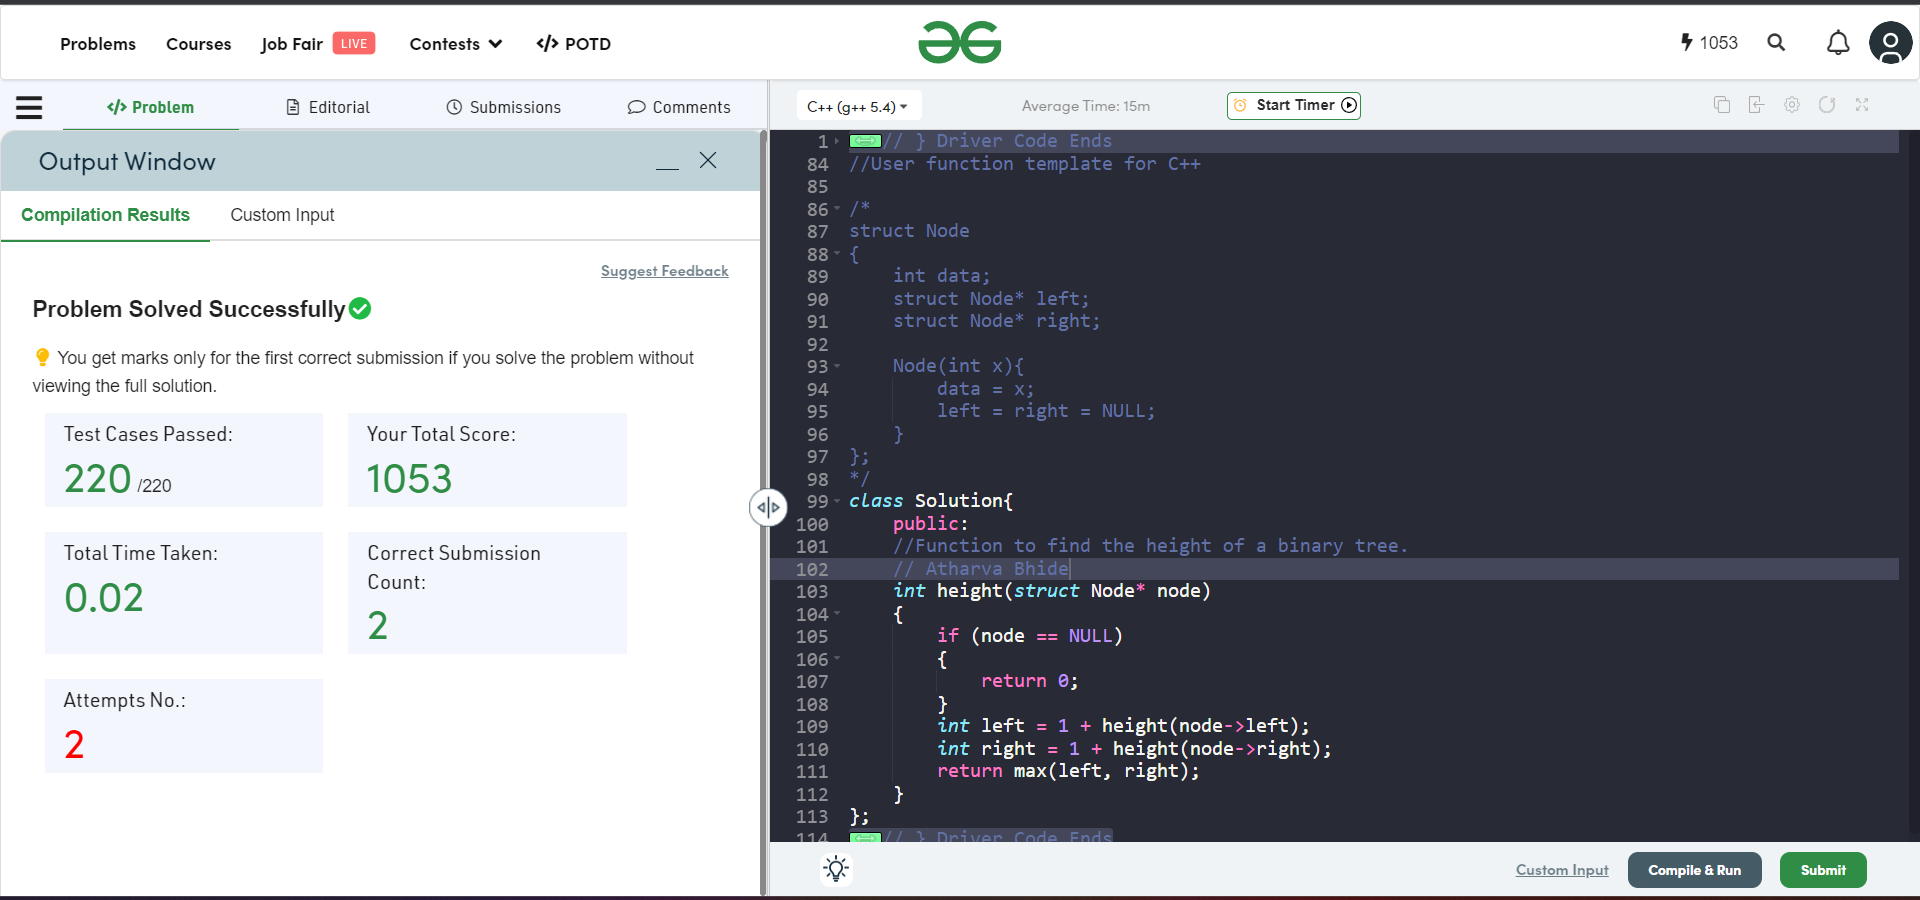 Problems Courses Job Fair LIVE Contests </> POTD 1053
</> Problem Editorial Submissions Comments
Output Window
Compilation Results Custom Input
Suggest Feedback
Problem Solved Successfully
You get marks only for the first correct submission if you solve the problem without
viewing the full solution.
Test Cases Passed:
220 /220
Your Total Score:
1053
Total Time Taken:
0.02
Correct Submission
Count:
2
Attempts No.:
2
C++ (g++ 5.4) Average Time: 15m Start Timer
1 // } Driver Code Ends
84 //User function template for C++
85
86 /*
87 struct Node
88 {
89     int data;
90     struct Node* left;
91     struct Node* right;
92
93     Node(int x){
94         data = x;
95         left = right = NULL;
96     }
97 };
98 */
99 class Solution{
100     public:
101     //Function to find the height of a binary tree.
102     // Atharva Bhide
103     int height(struct Node* node)
104     {
105         if (node == NULL)
106         {
107             return 0;
108         }
109         int left = 1 + height(node->left);
110         int right = 1 + height(node->right);
111         return max(left, right);
112     }
113 };
114 // } Driver Code Ends
Custom Input Compile & Run Submit